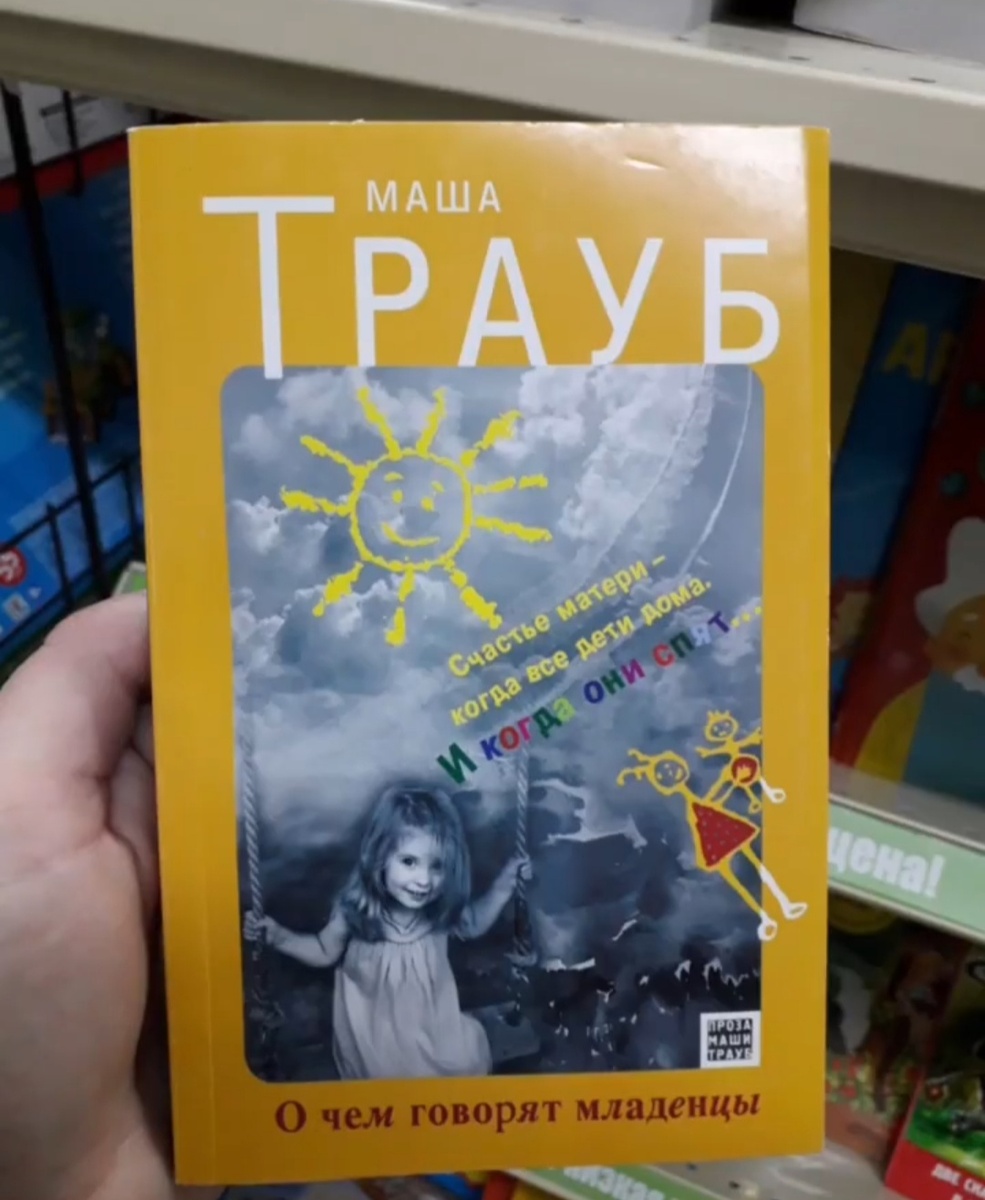 МАША
ТРАУБ
Счастье матери –
когда все дети дома.
И когда они спят...
ПРОЗА
МАШИ
ТРАУБ
О чем говорят младенцы
цена!